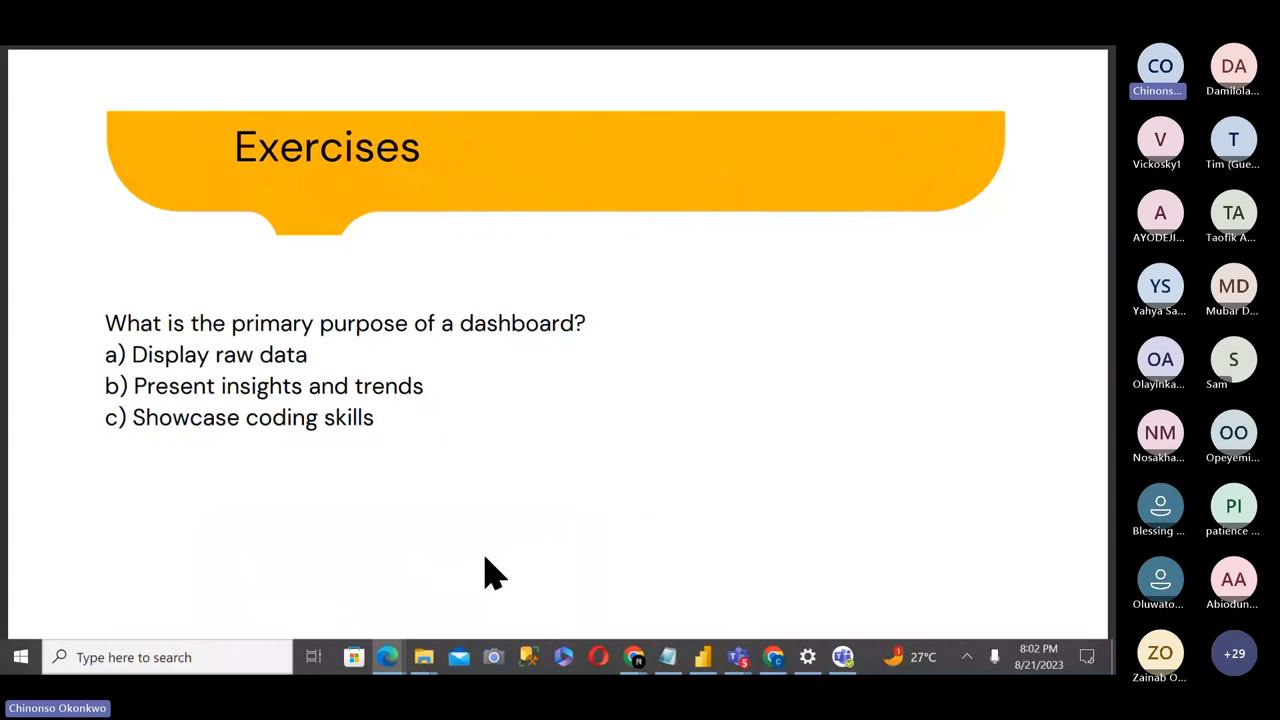 Exercises
What is the primary purpose of a dashboard?
a) Display raw data
b) Present insights and trends
c) Showcase coding skills
CO
Chinons...
DA
Damilola...
V
Vickosky1
T
Tim (Gue...
A
AYODEJI...
TA
Taofik A...
YS
Yahya Sa...
MD
Mubar D...
OA
Olayinka...
S
Sam
NM
Nosakha...
OO
Opeyemi...
Blessing ...
PI
patience ...
Oluwato...
AA
Abiodun...
ZO
Zainab O...
+29
Type here to search
1
27°C
8:02 PM
8/21/2023
Chinonso Okonkwo